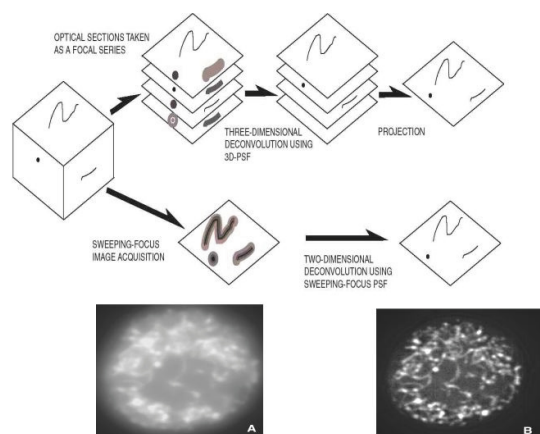 OPTICAL SECTIONS TAKEN
AS A FOCAL SERIES
THREE-DIMENSIONAL
DECONVOLUTION USING
3D-PSF
PROJECTION
SWEEPING-FOCUS
IMAGE ACQUISITION
TWO-DIMENSIONAL
DECONVOLUTION USING
SWEEPING-FOCUS PSF
A
B